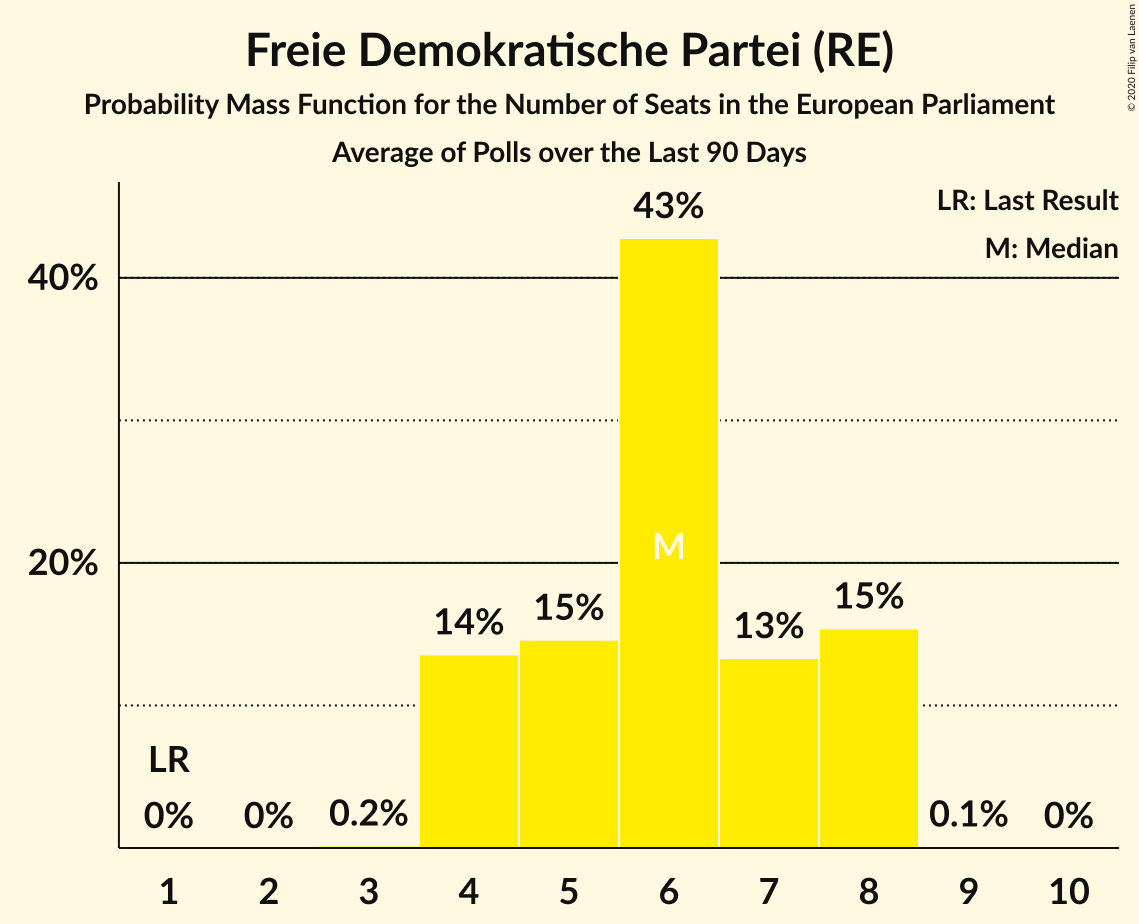 Freie Demokratische Partei (RE)
Probability Mass Function for the Number of Seats in the European Parliament
Average of Polls over the Last 90 Days
© 2020 Filip van Laenen
LR: Last Result
M: Median
43%
40%
20%
M
14%
15%
13%
15%
LR
0%
0%
0.2%
0.1%
0%
1 2 3 4 5 6 7 8 9 10